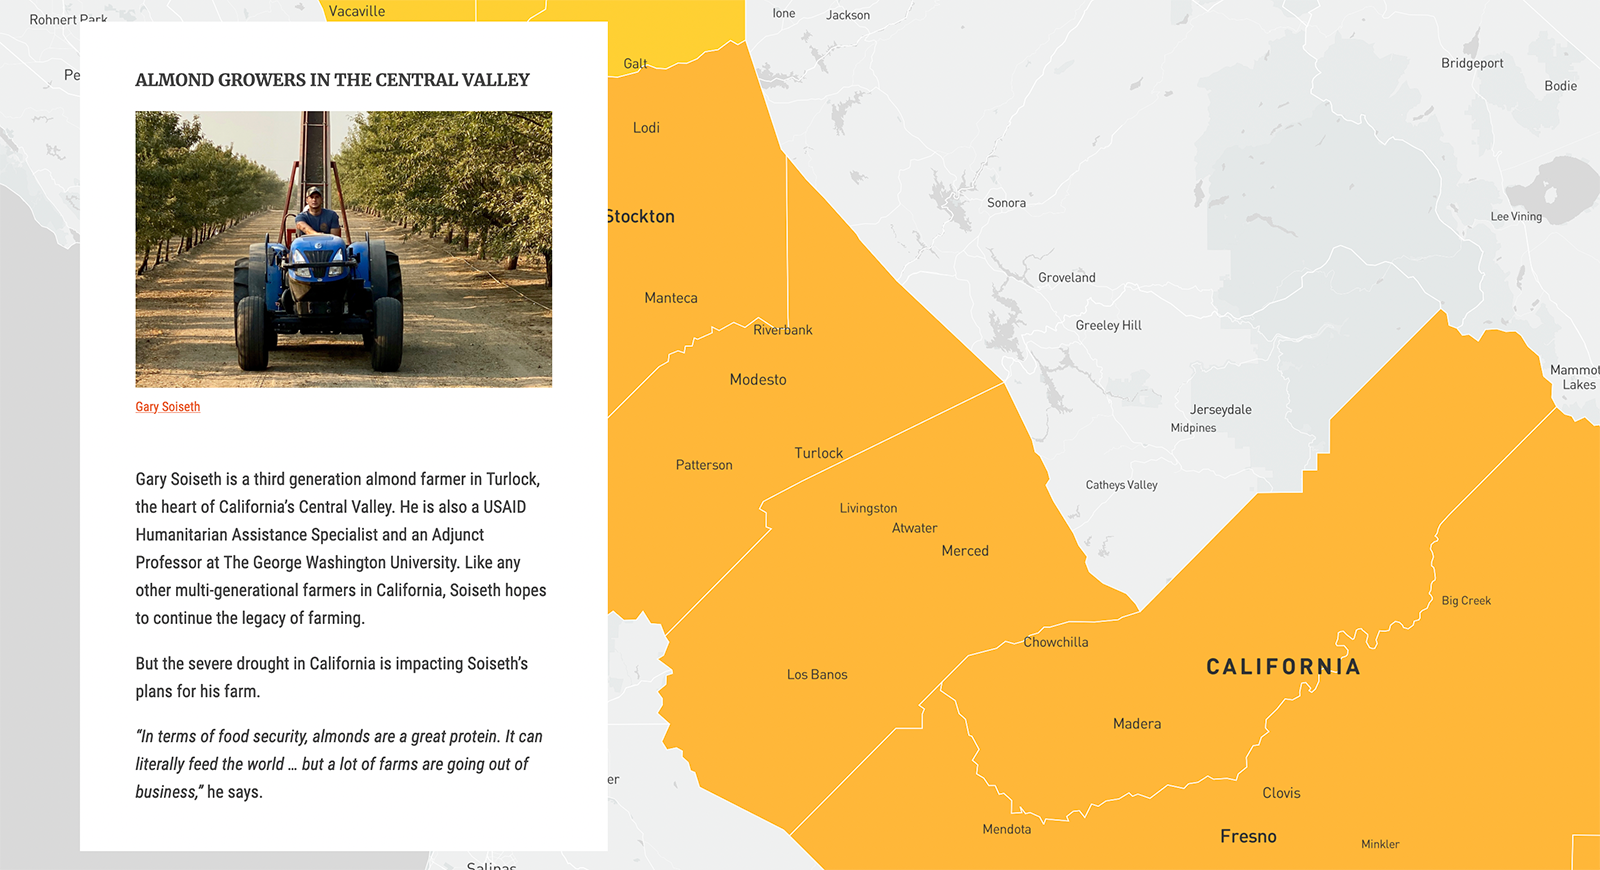 ALMOND GROWERS IN THE CENTRAL VALLEY
Gary Soiseth
Gary Soiseth is a third generation almond farmer in Turlock,
the heart of California’s Central Valley. He is also a USAID
Humanitarian Assistance Specialist and an Adjunct
Professor at The George Washington University. Like any
other multi-generational farmers in California, Soiseth hopes
to continue the legacy of farming.
But the severe drought in California is impacting Soiseth’s
plans for his farm.
“In terms of food security, almonds are a great protein. It can
literally feed the world … but a lot of farms are going out of
business,” he says.
Rohnert Park
Vacaville
Ione
Jackson
Galt
Bridgeport
Pe
Bodie
Lodi
Sonora
Stockton
Lee Vining
Groveland
Manteca
Greeley Hill
Riverbank
Mammot
Lakes
Modesto
Jerseydale
Midpines
Turlock
Patterson
Catheys Valley
Livingston
Atwater
Merced
Big Creek
Chowchilla
CALIFORNIA
Los Banos
Madera
er
Clovis
Mendota
Fresno
Minkler
Salinas